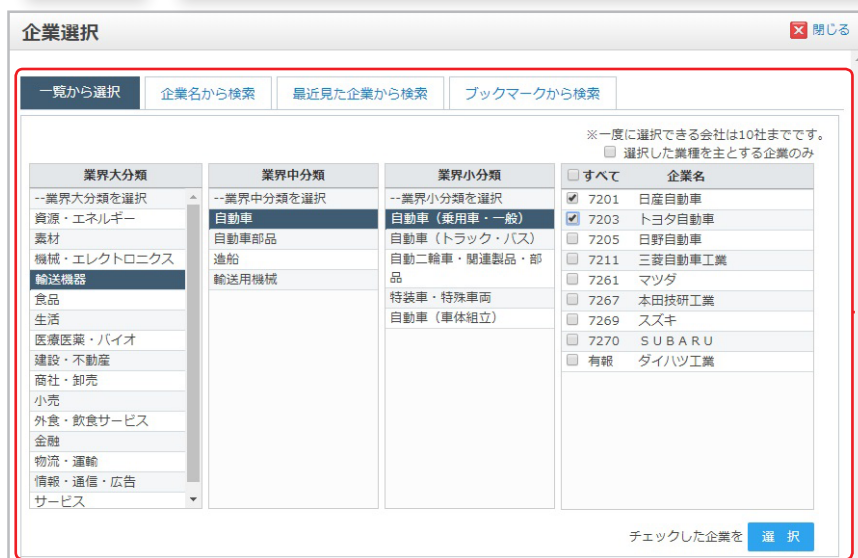 企業選択
閉じる
一覧から選択
企業名から検索
最近見た企業から検索
ブックマークから検索
※一度に選択できる会社は10社までです。
選択した業種を主とする企業のみ
業界大分類
--業界大分類を選択
資源・エネルギー
素材
機械・エレクトロニクス
輸送機器
食品
生活
医療医薬・バイオ
建設・不動産
商社・卸売
小売
外食・飲食サービス
金融
物流・運輸
情報・通信・広告
サービス
業界中分類
--業界中分類を選択
自動車
自動車部品
造船
輸送用機械
業界小分類
--業界小分類を選択
自動車（乗用車・一般）
自動車（トラック・バス）
自動二輪車・関連製品・部
品
特装車・特殊車両
自動車（車体組立）
すべて 企業名
7201 日産自動車
7203 トヨタ自動車
7205 日野自動車
7211 三菱自動車工業
7261 マツダ
7267 本田技研工業
7269 スズキ
7270 ＳＵＢＡＲＵ
有報 ダイハツ工業
チェックした企業を 選 択